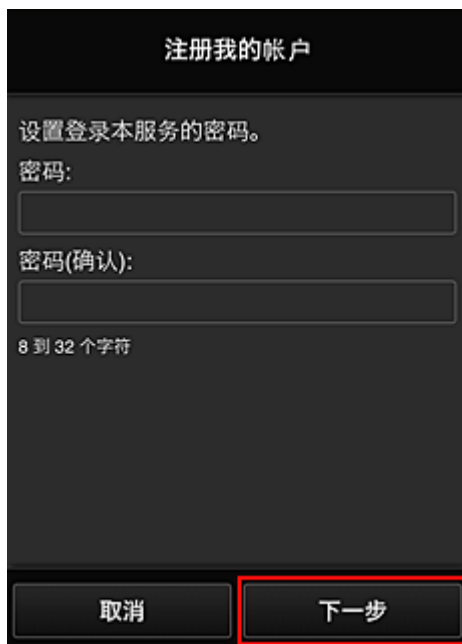 注册我的帐户
设置登录本服务的密码。
密码:
密码(确认):
8 到 32 个字符
取消
下一步